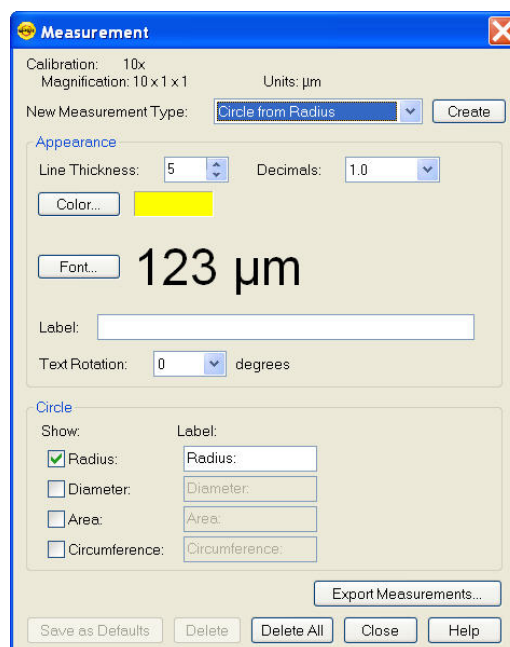 Measurement
Calibration: 10x
Magnification: 10 x 1 x 1 Units: µm
New Measurement Type: Circle from Radius Create
Appearance
Line Thickness: 5 Decimals: 1.0
Color...
Font... 123 µm
Label:
Text Rotation: 0 degrees
Circle
Show: Label:
Radius: Radius:
Diameter: Diameter:
Area: Area:
Circumference: Circumference:
Export Measurements...
Save as Defaults Delete Delete All Close Help